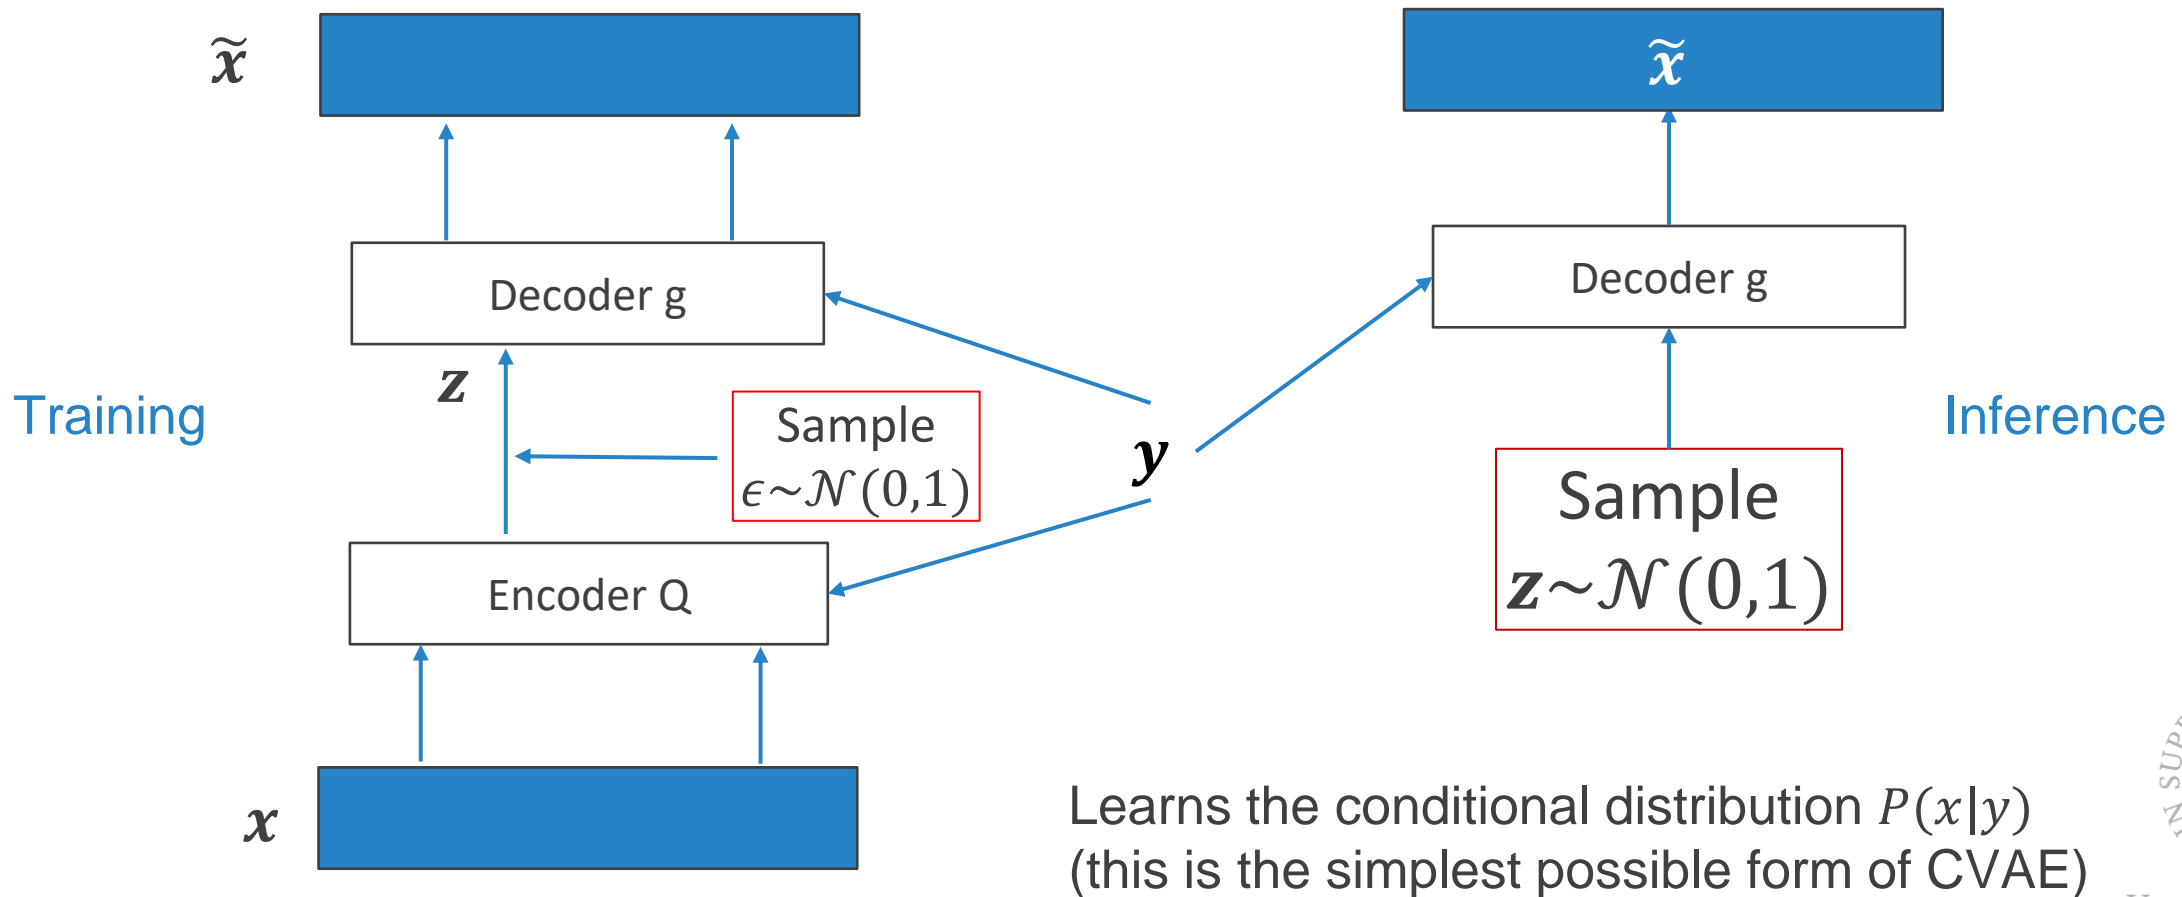 x̃
x̃
Decoder g
Decoder g
z
Training
Sample
ϵ~𝒩(0,1)
y
Inference
Sample
z~𝒩(0,1)
Encoder Q
x
Learns the conditional distribution P(x|y)
(this is the simplest possible form of CVAE)